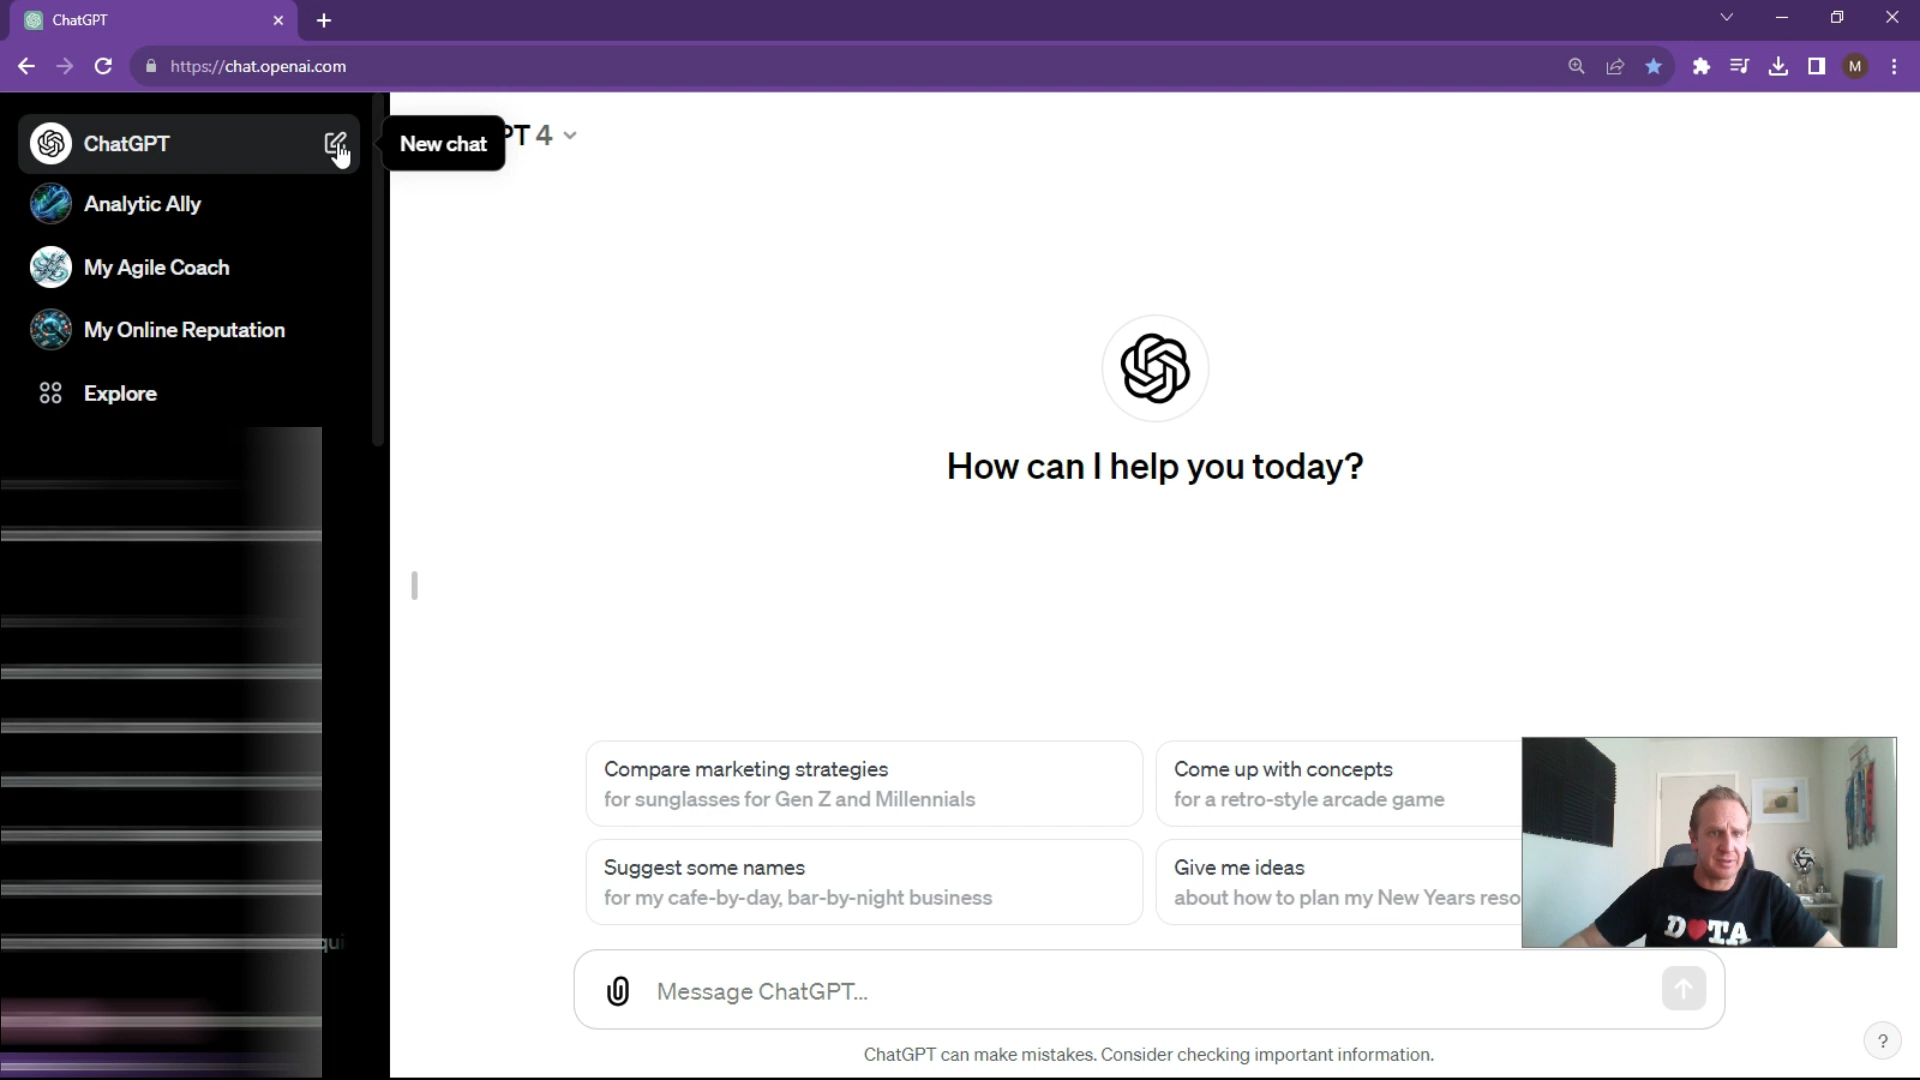 ChatGPT
https://chat.openai.com
M
ChatGPT
New chat
PT 4
Analytic Ally
My Agile Coach
My Online Reputation
Explore
qui
How can I help you today?
Compare marketing strategies
for sunglasses for Gen Z and Millennials
Come up with concepts
for a retro-style arcade game
Suggest some names
for my cafe-by-day, bar-by-night business
Give me ideas
about how to plan my New Years reso
D♥TA
Message ChatGPT...
ChatGPT can make mistakes. Consider checking important information.
?